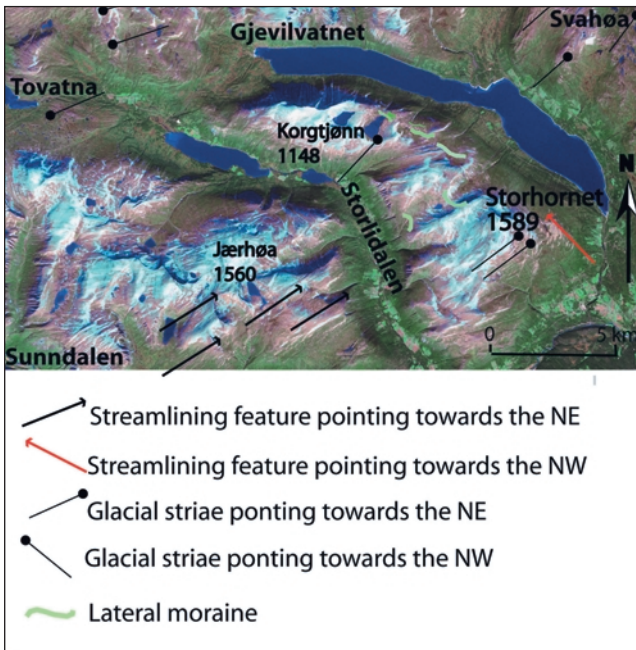 Gjevilvatnet
Svahøa
Tovatna
Korgtjønn
1148
Storlidalen
Storhornet
1589
N
Jærhøa
1560
Sunndalen
0
5 km
Streamlining feature pointing towards the NE
Streamlining feature pointing towards the NW
Glacial striae ponting towards the NE
Glacial striae ponting towards the NW
Lateral moraine